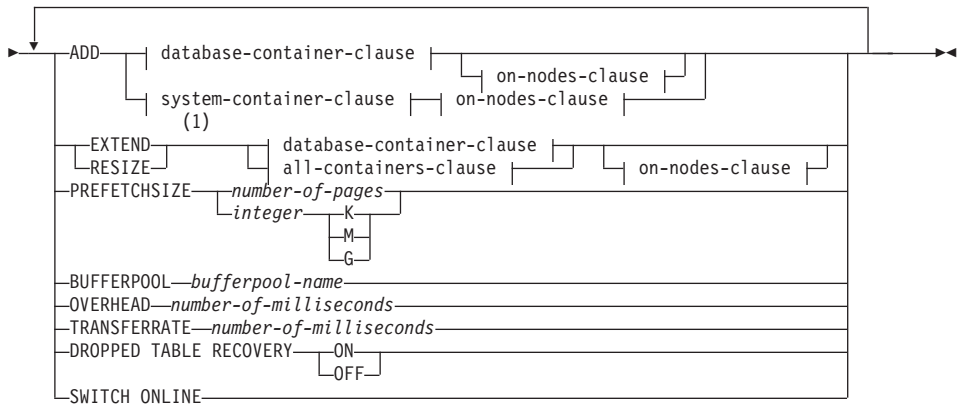 ADD database-container-clause
on-nodes-clause
system-container-clause on-nodes-clause
(1)
EXTEND database-container-clause
RESIZE all-containers-clause on-nodes-clause
PREFETCHSIZE number-of-pages
integer K
M
G
BUFFERPOOL bufferpool-name
OVERHEAD number-of-milliseconds
TRANSFERRATE number-of-milliseconds
DROPPED TABLE RECOVERY ON
OFF
SWITCH ONLINE